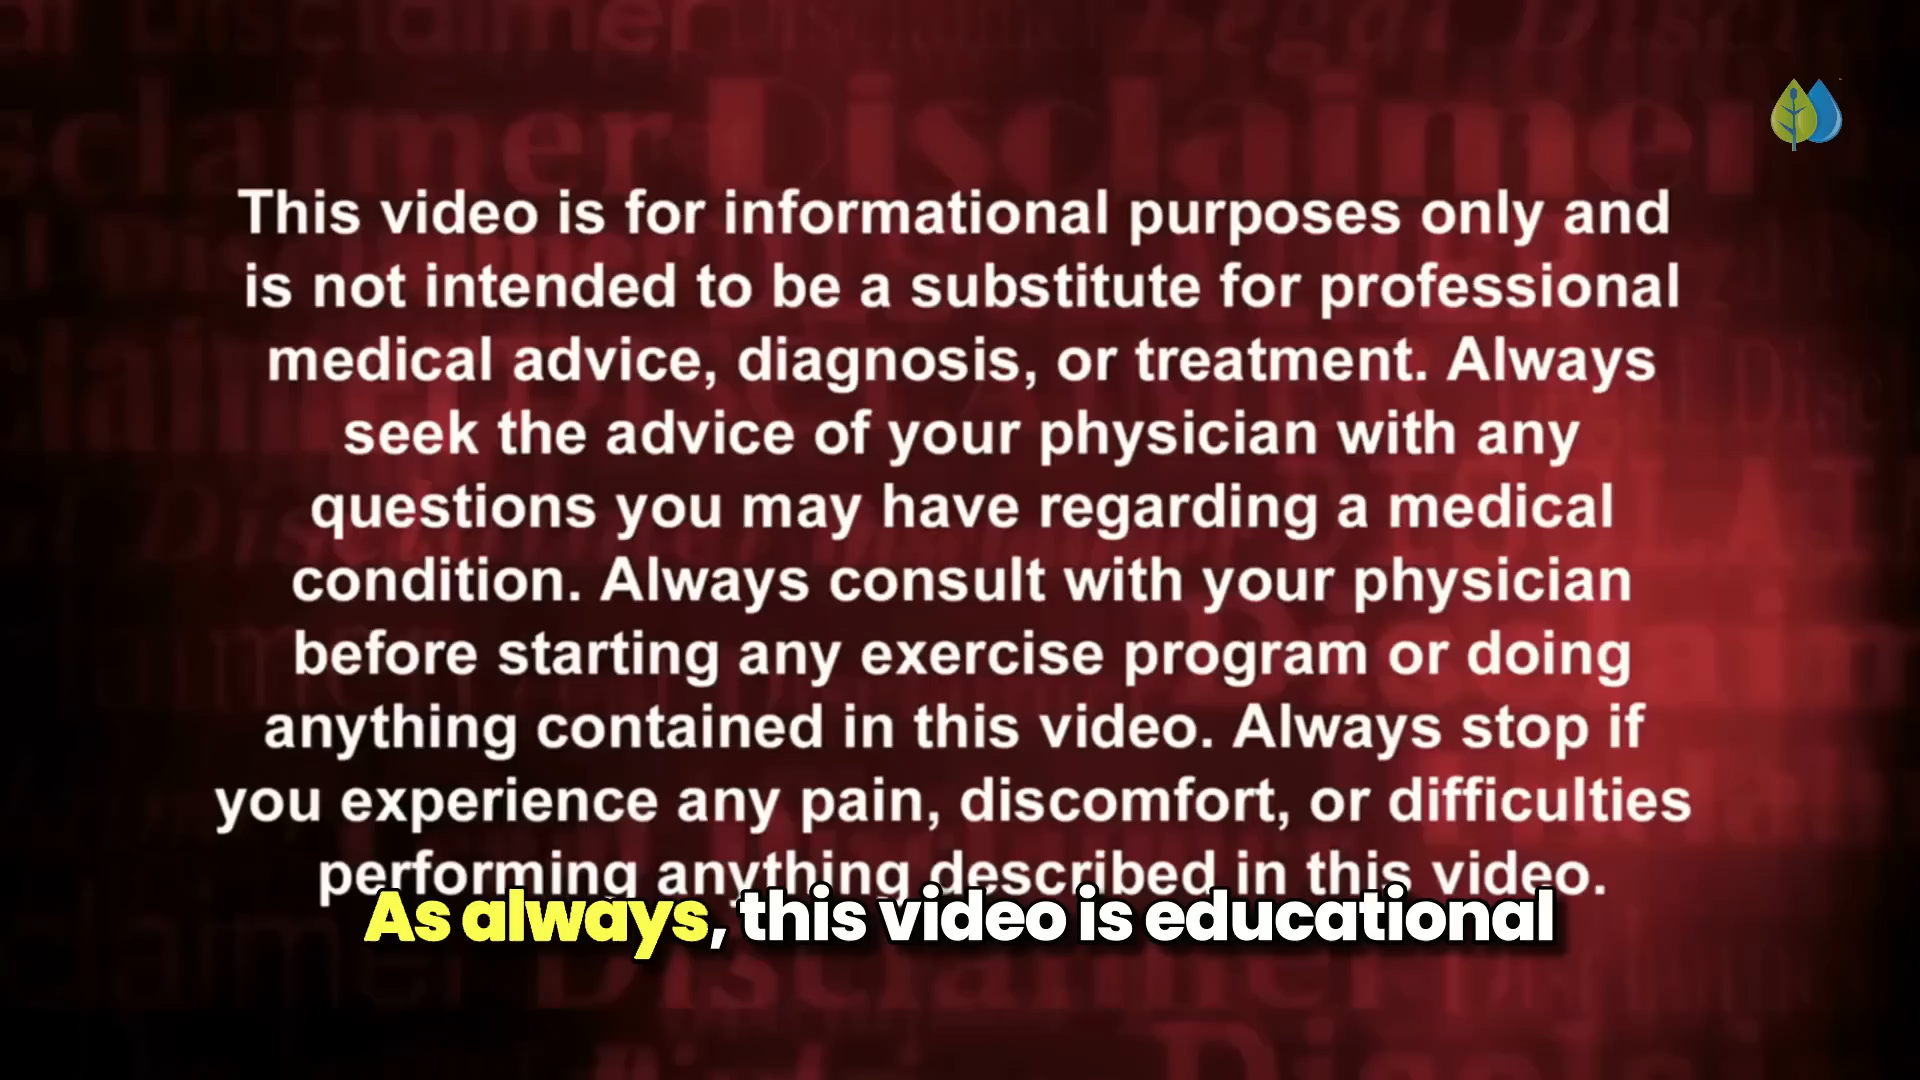 This video is for informational purposes only and
is not intended to be a substitute for professional
medical advice, diagnosis, or treatment. Always
seek the advice of your physician with any
questions you may have regarding a medical
condition. Always consult with your physician
before starting any exercise program or doing
anything contained in this video. Always stop if
you experience any pain, discomfort, or difficulties
performing anything described in this video.
As always, this video is educational